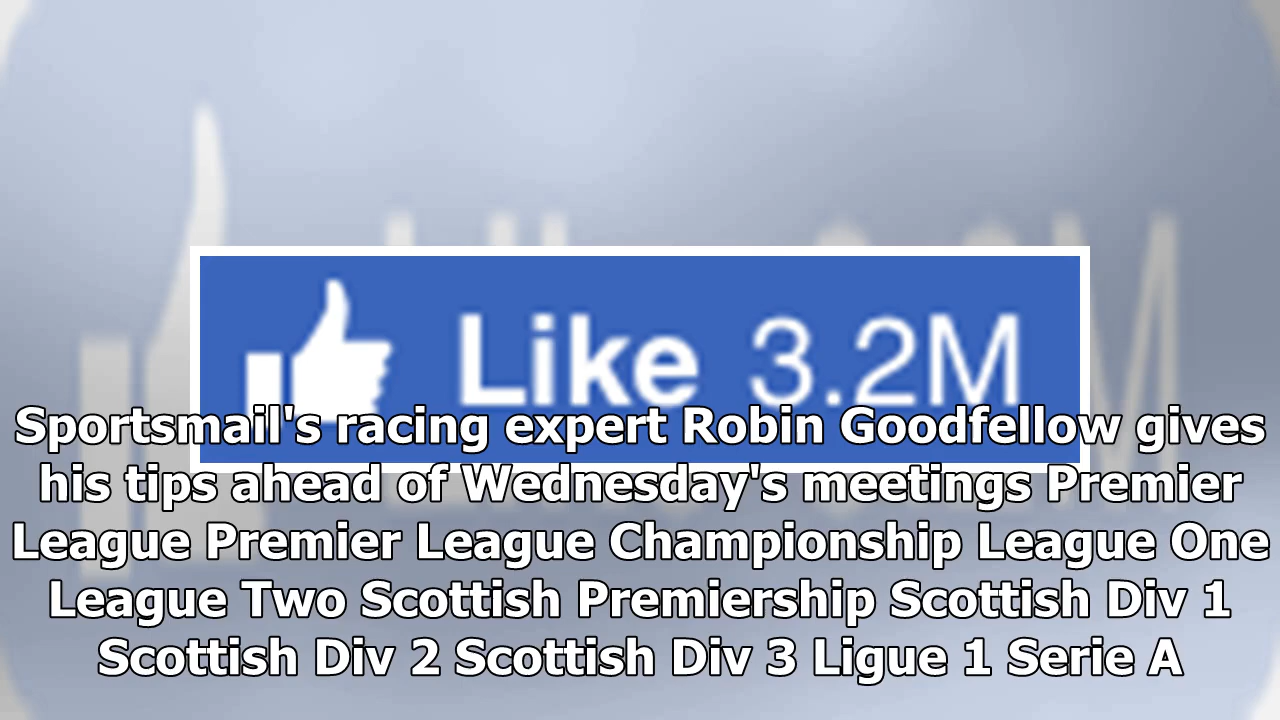 Like 3.2M
Sportsmail's racing expert Robin Goodfellow gives
his tips ahead of Wednesday's meetings Premier
League Premier League Championship League One
League Two Scottish Premiership Scottish Div 1
Scottish Div 2 Scottish Div 3 Ligue 1 Serie A